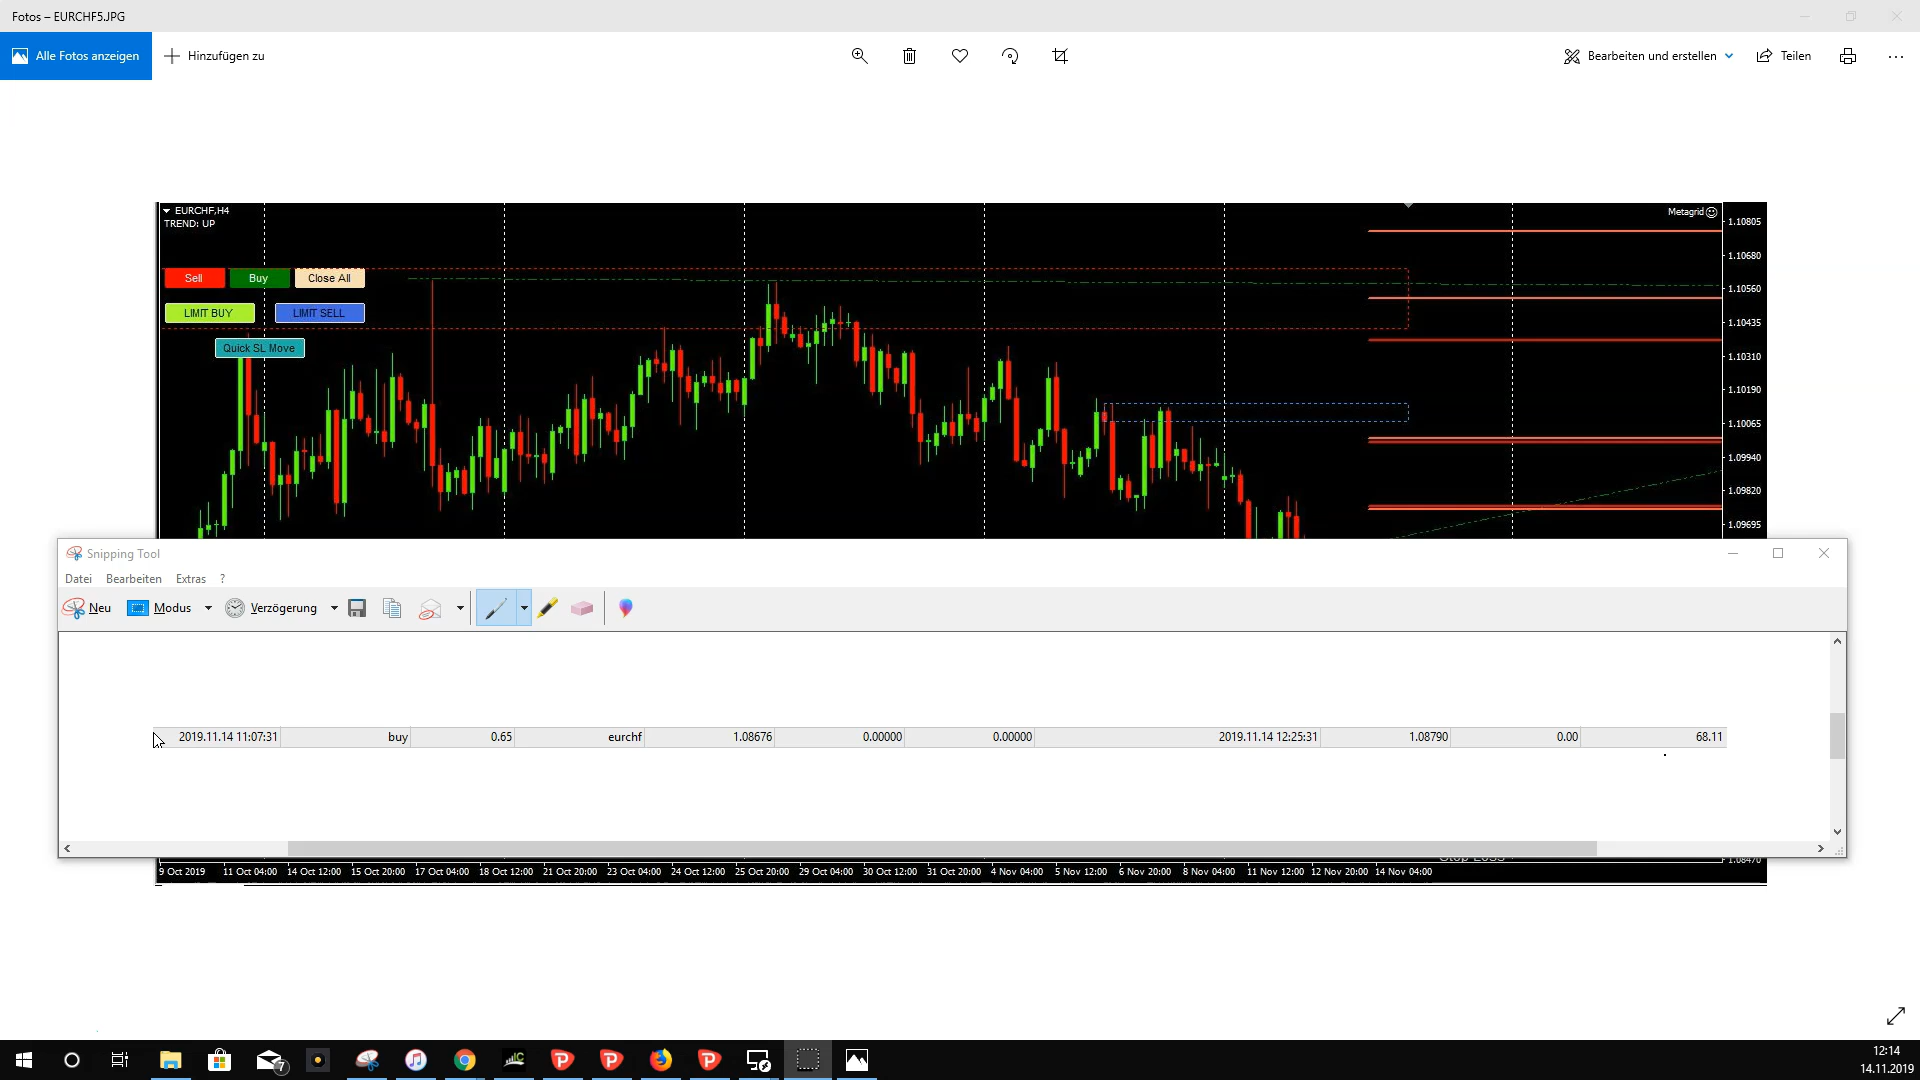 Fotos – EURCHF5.JPG
Alle Fotos anzeigen
Hinzufügen zu
Bearbeiten und erstellen
Teilen
EURCHF,H4
TREND: UP
Metagrid
Sell
Buy
Close All
LIMIT BUY
LIMIT SELL
Quick SL Move
1.10805
1.10680
1.10560
1.10435
1.10310
1.10190
1.10065
1.09940
1.09820
1.09695
Snipping Tool
Datei Bearbeiten Extras ?
Neu Modus Verzögerung
2019.11.14 11:07:31 buy 0.65 eurchf 1.08676 0.00000 0.00000 2019.11.14 12:25:31 1.08790 0.00 68.11
Stop Loss
1.08470
9 Oct 2019 11 Oct 04:00 14 Oct 12:00 15 Oct 20:00 17 Oct 04:00 18 Oct 12:00 21 Oct 20:00 23 Oct 04:00 24 Oct 12:00 25 Oct 20:00 29 Oct 04:00 30 Oct 12:00 31 Oct 20:00 4 Nov 04:00 5 Nov 12:00 6 Nov 20:00 8 Nov 04:00 11 Nov 12:00 12 Nov 20:00 14 Nov 04:00
7
12:14
14.11.2019